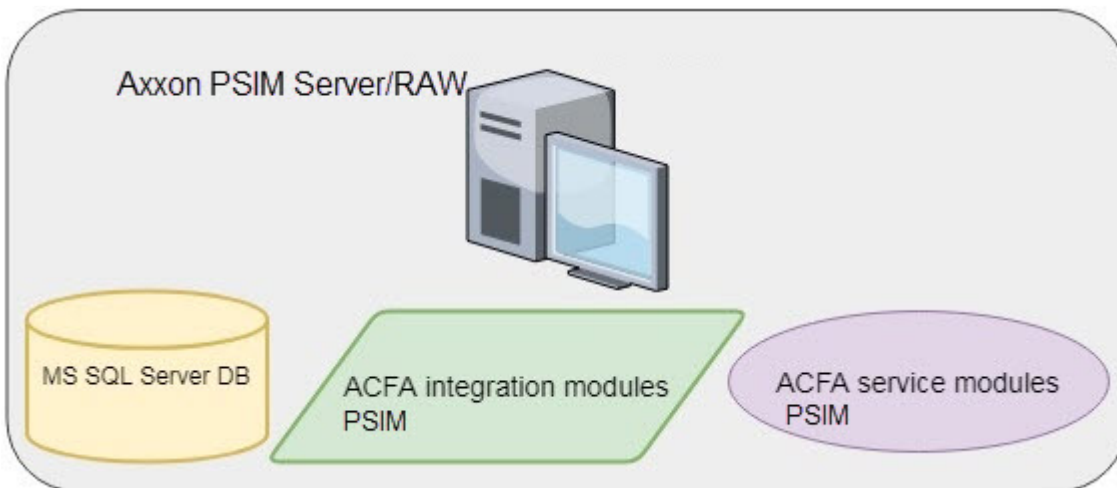 Axxon PSIM Server/RAW
MS SQL Server DB
ACFA integration modules
PSIM
ACFA service modules
PSIM